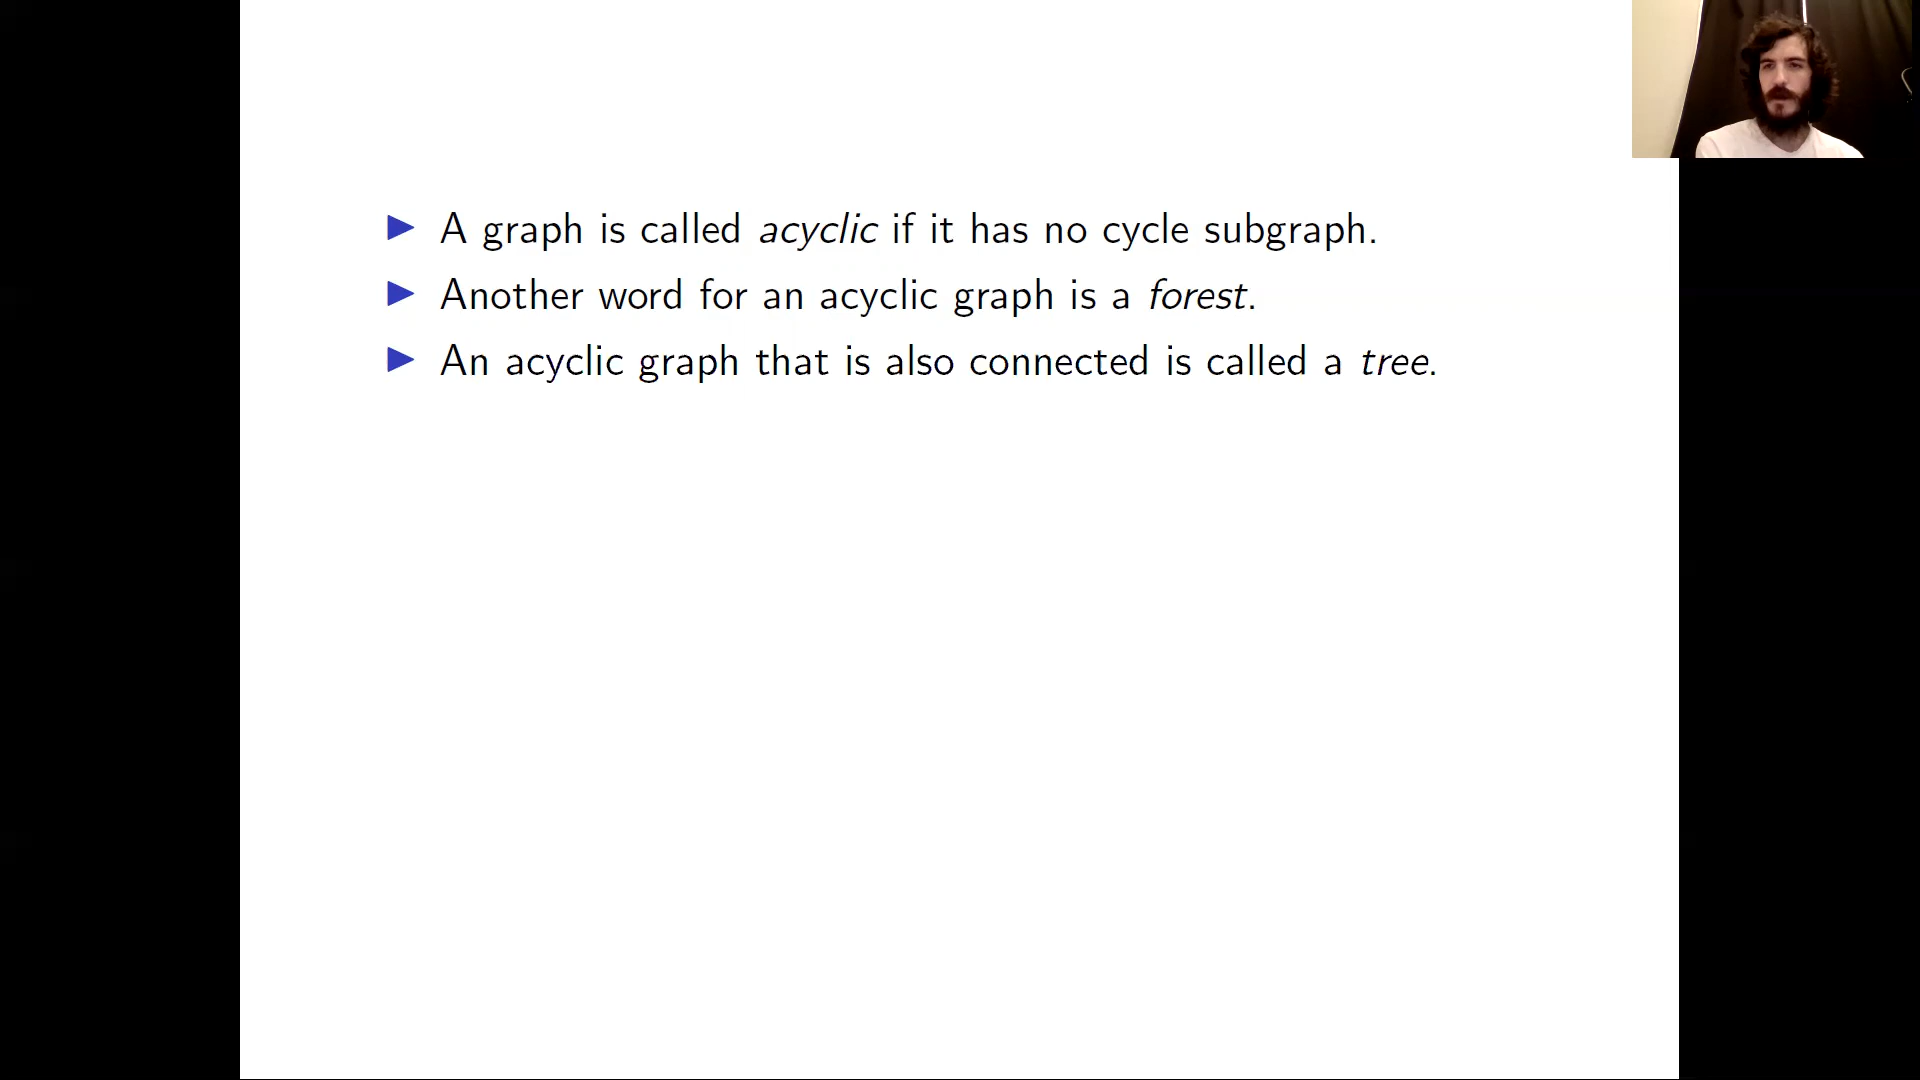 A graph is called acyclic if it has no cycle subgraph.
Another word for an acyclic graph is a forest.
An acyclic graph that is also connected is called a tree.